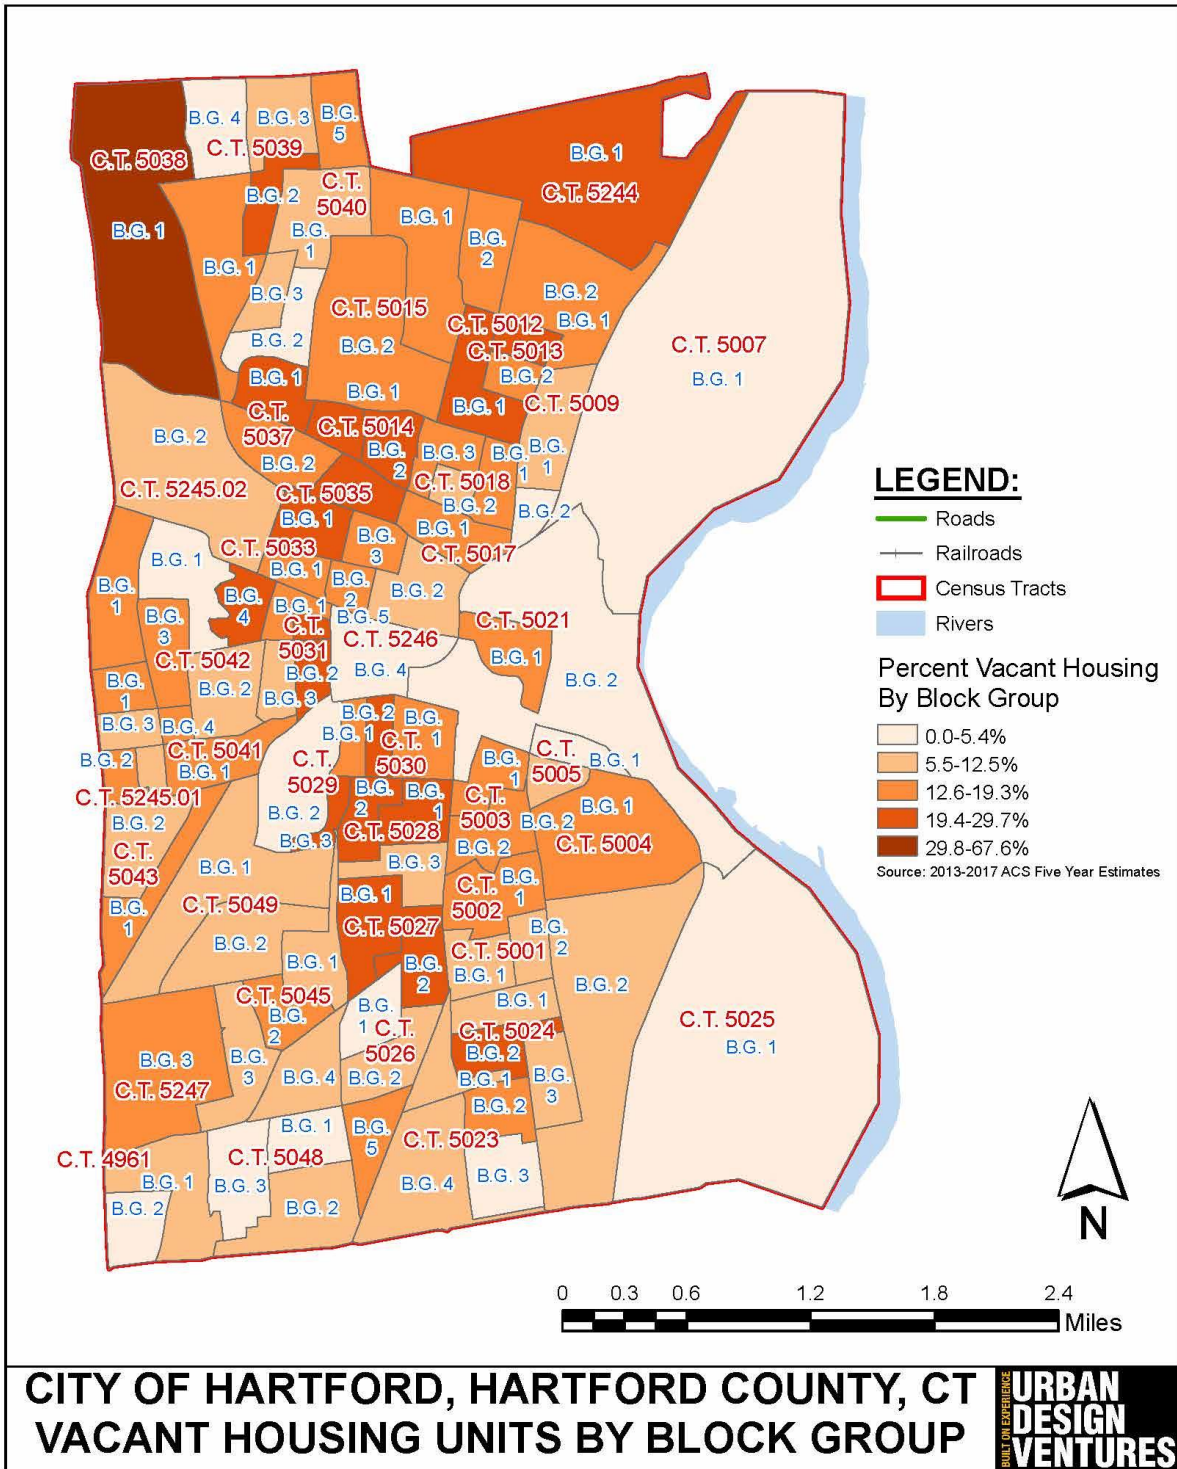 B.G. 4
B.G. 3
B.G.
5
C.T. 5038
C.T. 5039
B.G. 1
C.T. 5244
B.G. 2
C.T.
5040
B.G. 1
B.G. 1
B.G.
1
B.G.
2
B.G. 1
B.G. 3
B.G. 2
C.T. 5015
C.T. 5012
B.G. 1
C.T. 5007
B.G. 2
B.G. 2
C.T. 5013
B.G. 1
B.G. 1
B.G. 2
B.G. 1
B.G. 1
C.T. 5009
C.T.
5037
C.T. 5014
B.G. 2
B.G. 2
B.G.
2
B.G. 3
B.G.
1
B.G.
1
C.T. 5245.02
C.T. 5035
C.T. 5018
B.G. 2
B.G. 2
B.G. 1
B.G. 1
B.G. 1
C.T. 5033
B.G.
3
C.T. 5017
B.G.
1
B.G. 1
B.G.
2
B.G. 2
B.G.
4
B.G. 1
B.G.
3
B.G. 5
C.T. 5021
C.T.
5031
C.T. 5246
C.T. 5042
B.G. 1
B.G.
1
B.G. 2
B.G. 2
B.G. 4
B.G. 2
B.G. 3
B.G. 3
B.G. 4
B.G. 2
B.G.
1
B.G. 1
C.T.
5030
C.T. 5041
B.G. 2
B.G. 1
C.T.
5029
B.G.
1
C.T.
5005
B.G. 1
C.T. 5245.01
B.G.
2
B.G.
1
C.T.
5003
B.G. 1
B.G. 2
B.G. 2
B.G. 2
C.T. 5028
B.G. 3
B.G. 2
C.T. 5004
C.T.
5043
B.G. 1
B.G. 3
B.G.
1
C.T. 5049
B.G. 1
C.T.
5002
B.G.
1
B.G. 2
C.T. 5027
B.G.
2
B.G. 1
B.G.
2
C.T. 5001
B.G. 1
B.G. 2
C.T. 5045
B.G.
2
B.G.
1
B.G. 1
C.T. 5025
B.G. 1
C.T.
5026
C.T. 5024
B.G. 2
B.G. 3
C.T. 5247
B.G.
3
B.G. 4
B.G. 2
B.G. 1
B.G.
3
B.G. 2
B.G. 1
B.G.
5
C.T. 5023
C.T. 4961
C.T. 5048
B.G. 1
B.G. 3
B.G. 4
B.G. 3
B.G. 2
B.G. 2
LEGEND:
Roads
Railroads
Census Tracts
Rivers
Percent Vacant Housing
By Block Group
0.0-5.4%
5.5-12.5%
12.6-19.3%
19.4-29.7%
29.8-67.6%
Source: 2013-2017 ACS Five Year Estimates
N
0 0.3 0.6 1.2 1.8 2.4
Miles
CITY OF HARTFORD, HARTFORD COUNTY, CT
VACANT HOUSING UNITS BY BLOCK GROUP
BUILT ON EXPERIENCE
URBAN
DESIGN
VENTURES